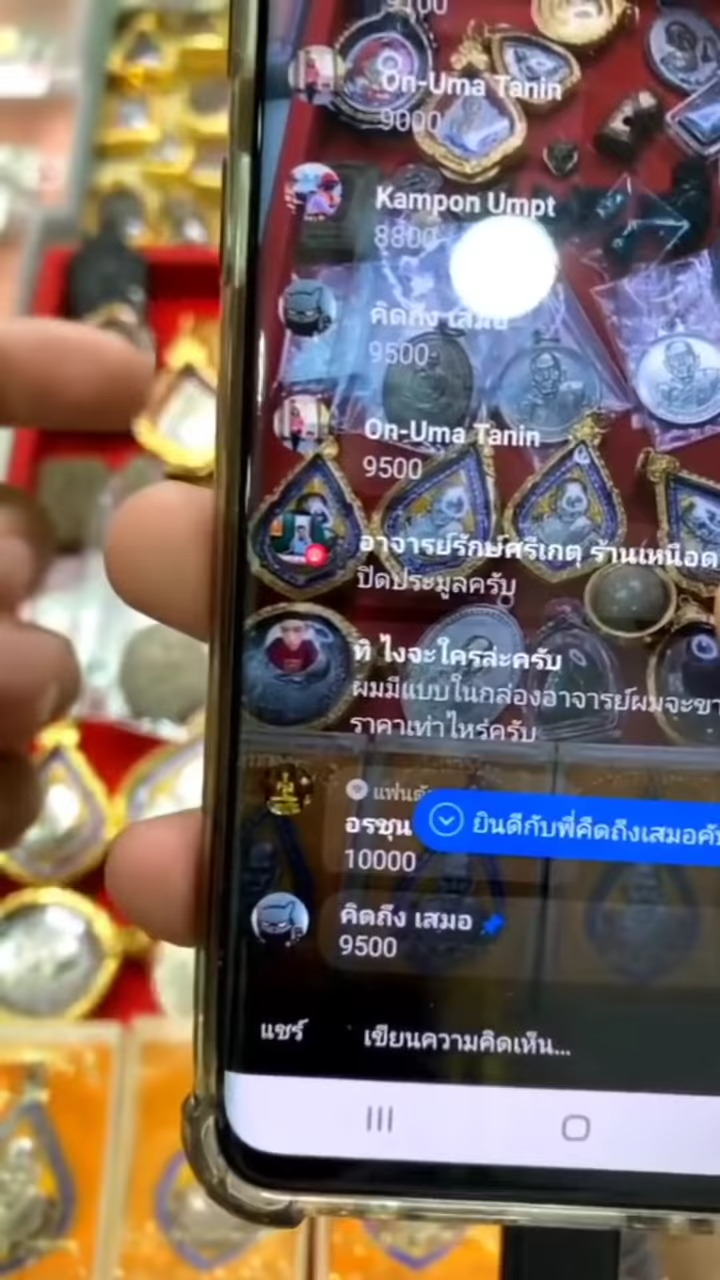 9100
On-Uma Tanin
9000
Kampon Umpt
8800
คิดถึง เสมอ
9500
On-Uma Tanin
9500
อาจารย์รักษ์ศรีเกตุ ร้านเหนือด
ปิดประมูลครับ
ทิ ไงจะใครล่ะครับ
ผมมีแบบในกล่องอาจารย์ผมจะขา
ราคาเท่าไหร่ครับ
อรชุน
10000
ยินดีกับพี่คืดถึงเสมอคั
คิดถึง เสมอ
9500
แชร์
เขียนความคิดเห็น...